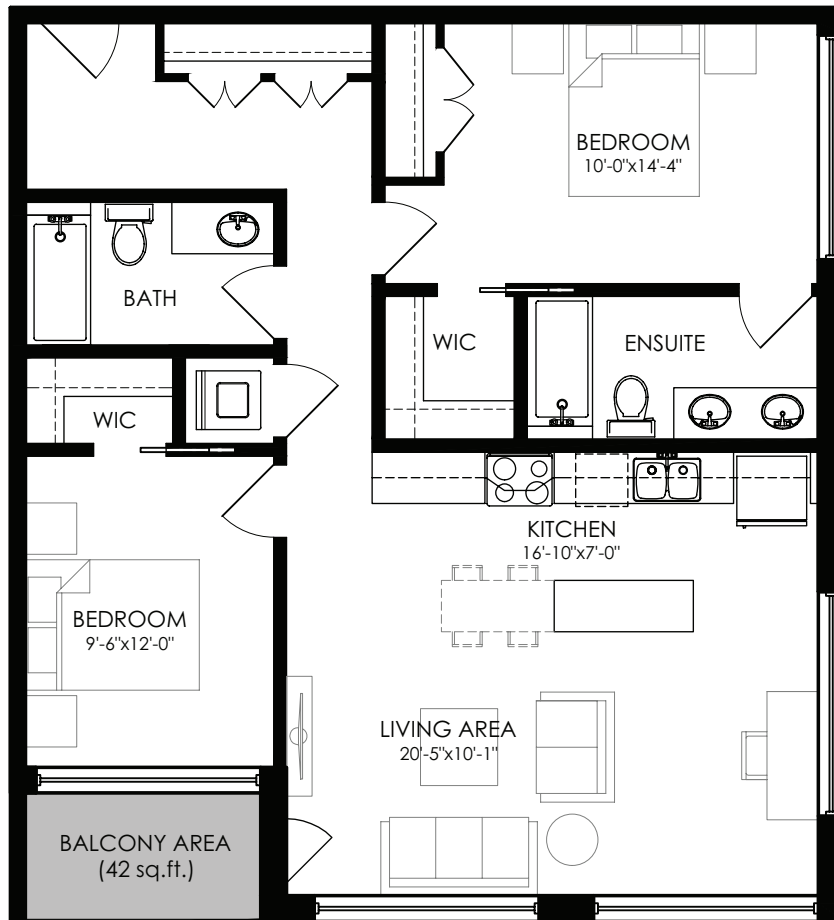 BEDROOM
10'-0"x14'-4"
BATH
WIC
ENSUITE
WIC
KITCHEN
16'-10"x7'-0"
BEDROOM
9'-6"x12'-0"
LIVING AREA
20'-5"x10'-1"
BALCONY AREA
(42 sq.ft.)